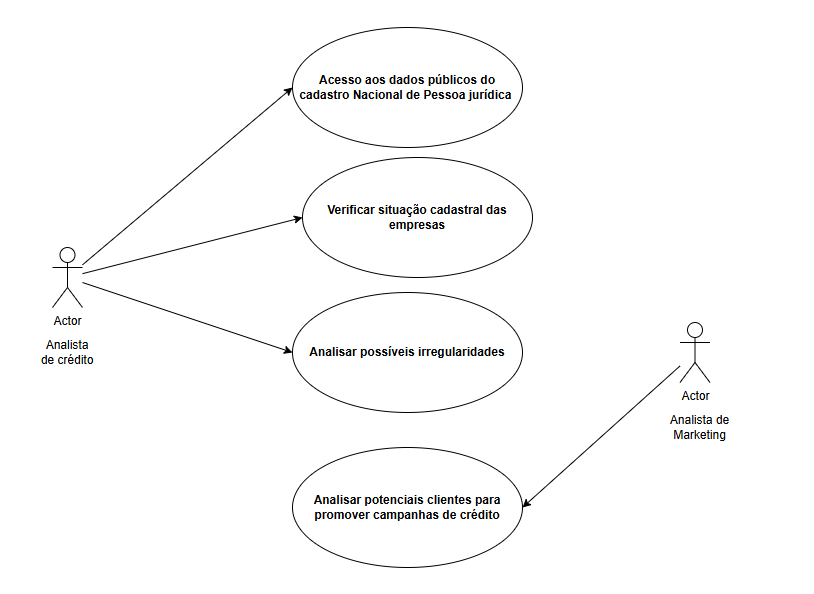 Acesso aos dados públicos do
cadastro Nacional de Pessoa jurídica
Verificar situação cadastral das
empresas
Actor
Analista
de crédito
Analisar possíveis irregularidades
Actor
Analista de
Marketing
Analisar potenciais clientes para
promover campanhas de crédito